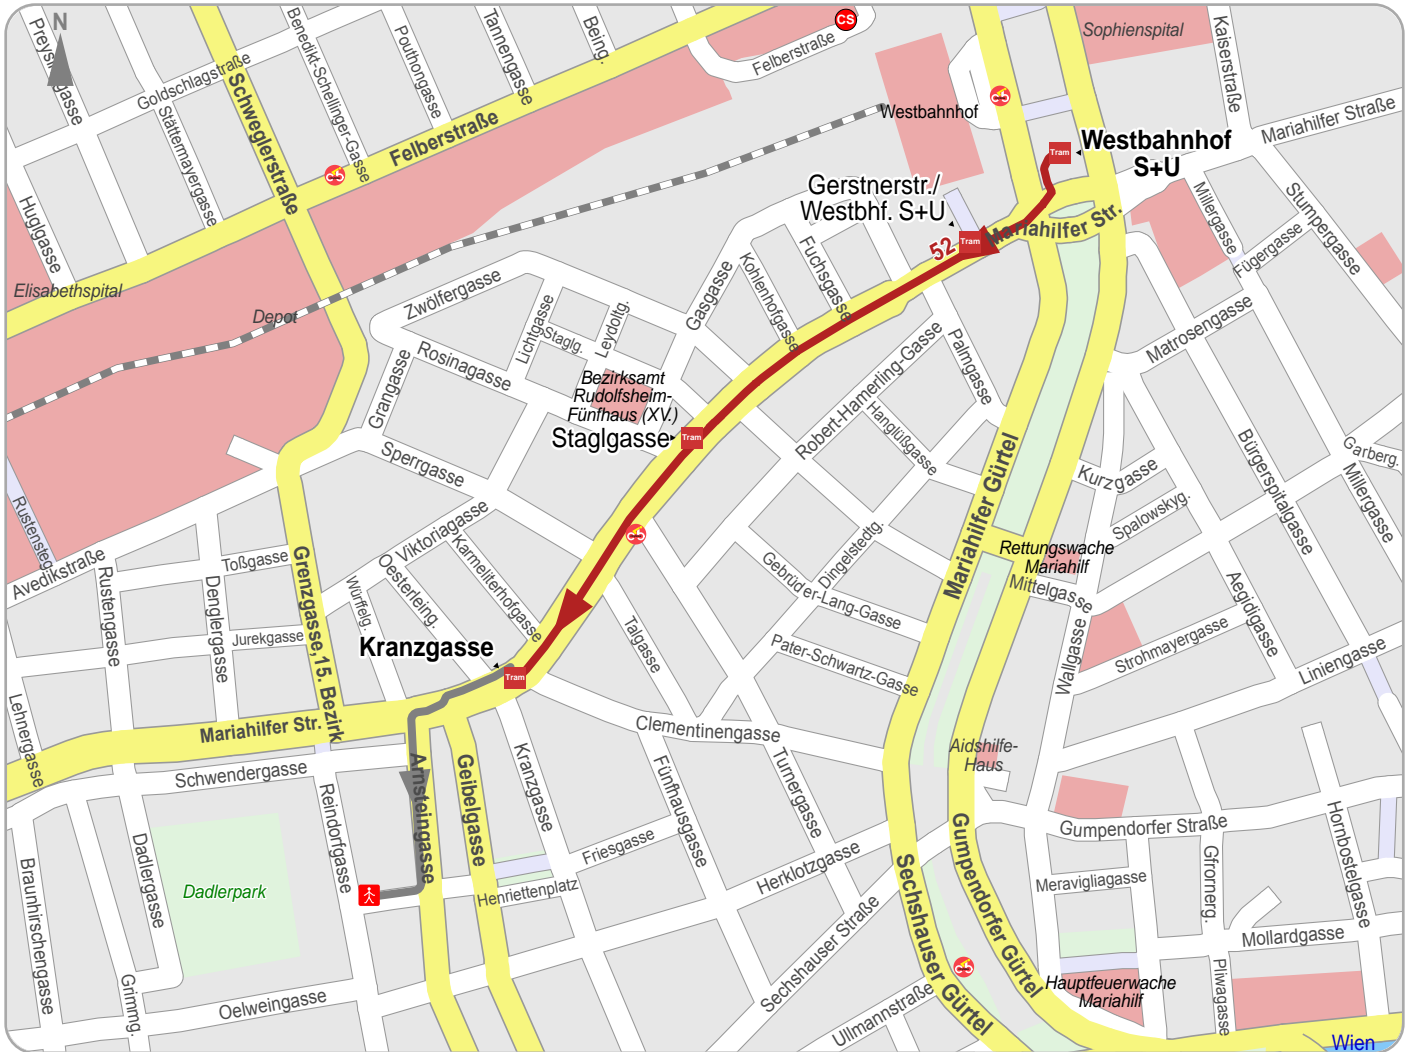 N
Preysinggasse
Goldschlagstraße
Stättermayergasse
Schweglerstraße
Benedikt-Schellinger-Gasse
Pouthongasse
Tannengasse
Being.
Felberstraße
Felberstraße
CS
Sophienspital
Kaiserstraße
Mariahilfer Straße
Westbahnhof
Tram
Westbahnhof
S+U
Gerstnerstr./
Westbhf. S+U
Tram
52
Mariahilfer Str.
Millergasse
Stumpergasse
Fügergasse
Matrosengasse
Huglgasse
Elisabethspital
Depot
Zwölfergasse
Lichtgasse
Staglg.
Leydoltg.
Gasgasse
Kohlenhofgasse
Fuchsgasse
Palmgasse
Robert-Hamerling-Gasse
Hanglüßgasse
Rosinagasse
Grangasse
Bezirksamt
Rudolfsheim-
Fünfhaus (XV.)
Staglgasse
Tram
Sperrgasse
Mariahilfer Gürtel
Kurzgasse
Spalowskyg.
Bürgerspitalgasse
Garberg.
Millergasse
Rustensteg
Avedikstraße
Rustengasse
Toßgasse
Denglergasse
Jurekgasse
Grenzgasse,15. Bezirk
Viktoriagasse
Oesterleing.
Würffelg.
Karmeliterhofgasse
Dingelstedtg.
Gebrüder-Lang-Gasse
Pater-Schwartz-Gasse
Talgasse
Rettungswache
Mariahilf
Mittelgasse
Aegidigasse
Strohmayergasse
Wallgasse
Liniengasse
Kranzgasse
Tram
Lehnergasse
Mariahilfer Str.
Schwendergasse
Arnsteingasse
Geibelgasse
Kranzgasse
Clementinengasse
Fünfhausgasse
Turnergasse
Aidshilfe-
Haus
Gumpendorfer Straße
Hornbostelgasse
Reindorfgasse
Dadlergasse
Dadlerpark
Braunhirschengasse
Friesgasse
Henriettenplatz
Herklotzgasse
Sechshauser Straße
Sechshauser Gürtel
Gumpendorfer Gürtel
Meravigliagasse
Gfrornerg.
Mollardgasse
Pliwagasse
Hauptfeuerwache
Mariahilf
Grimmg.
Oelweingasse
Ullmannstraße
Wien